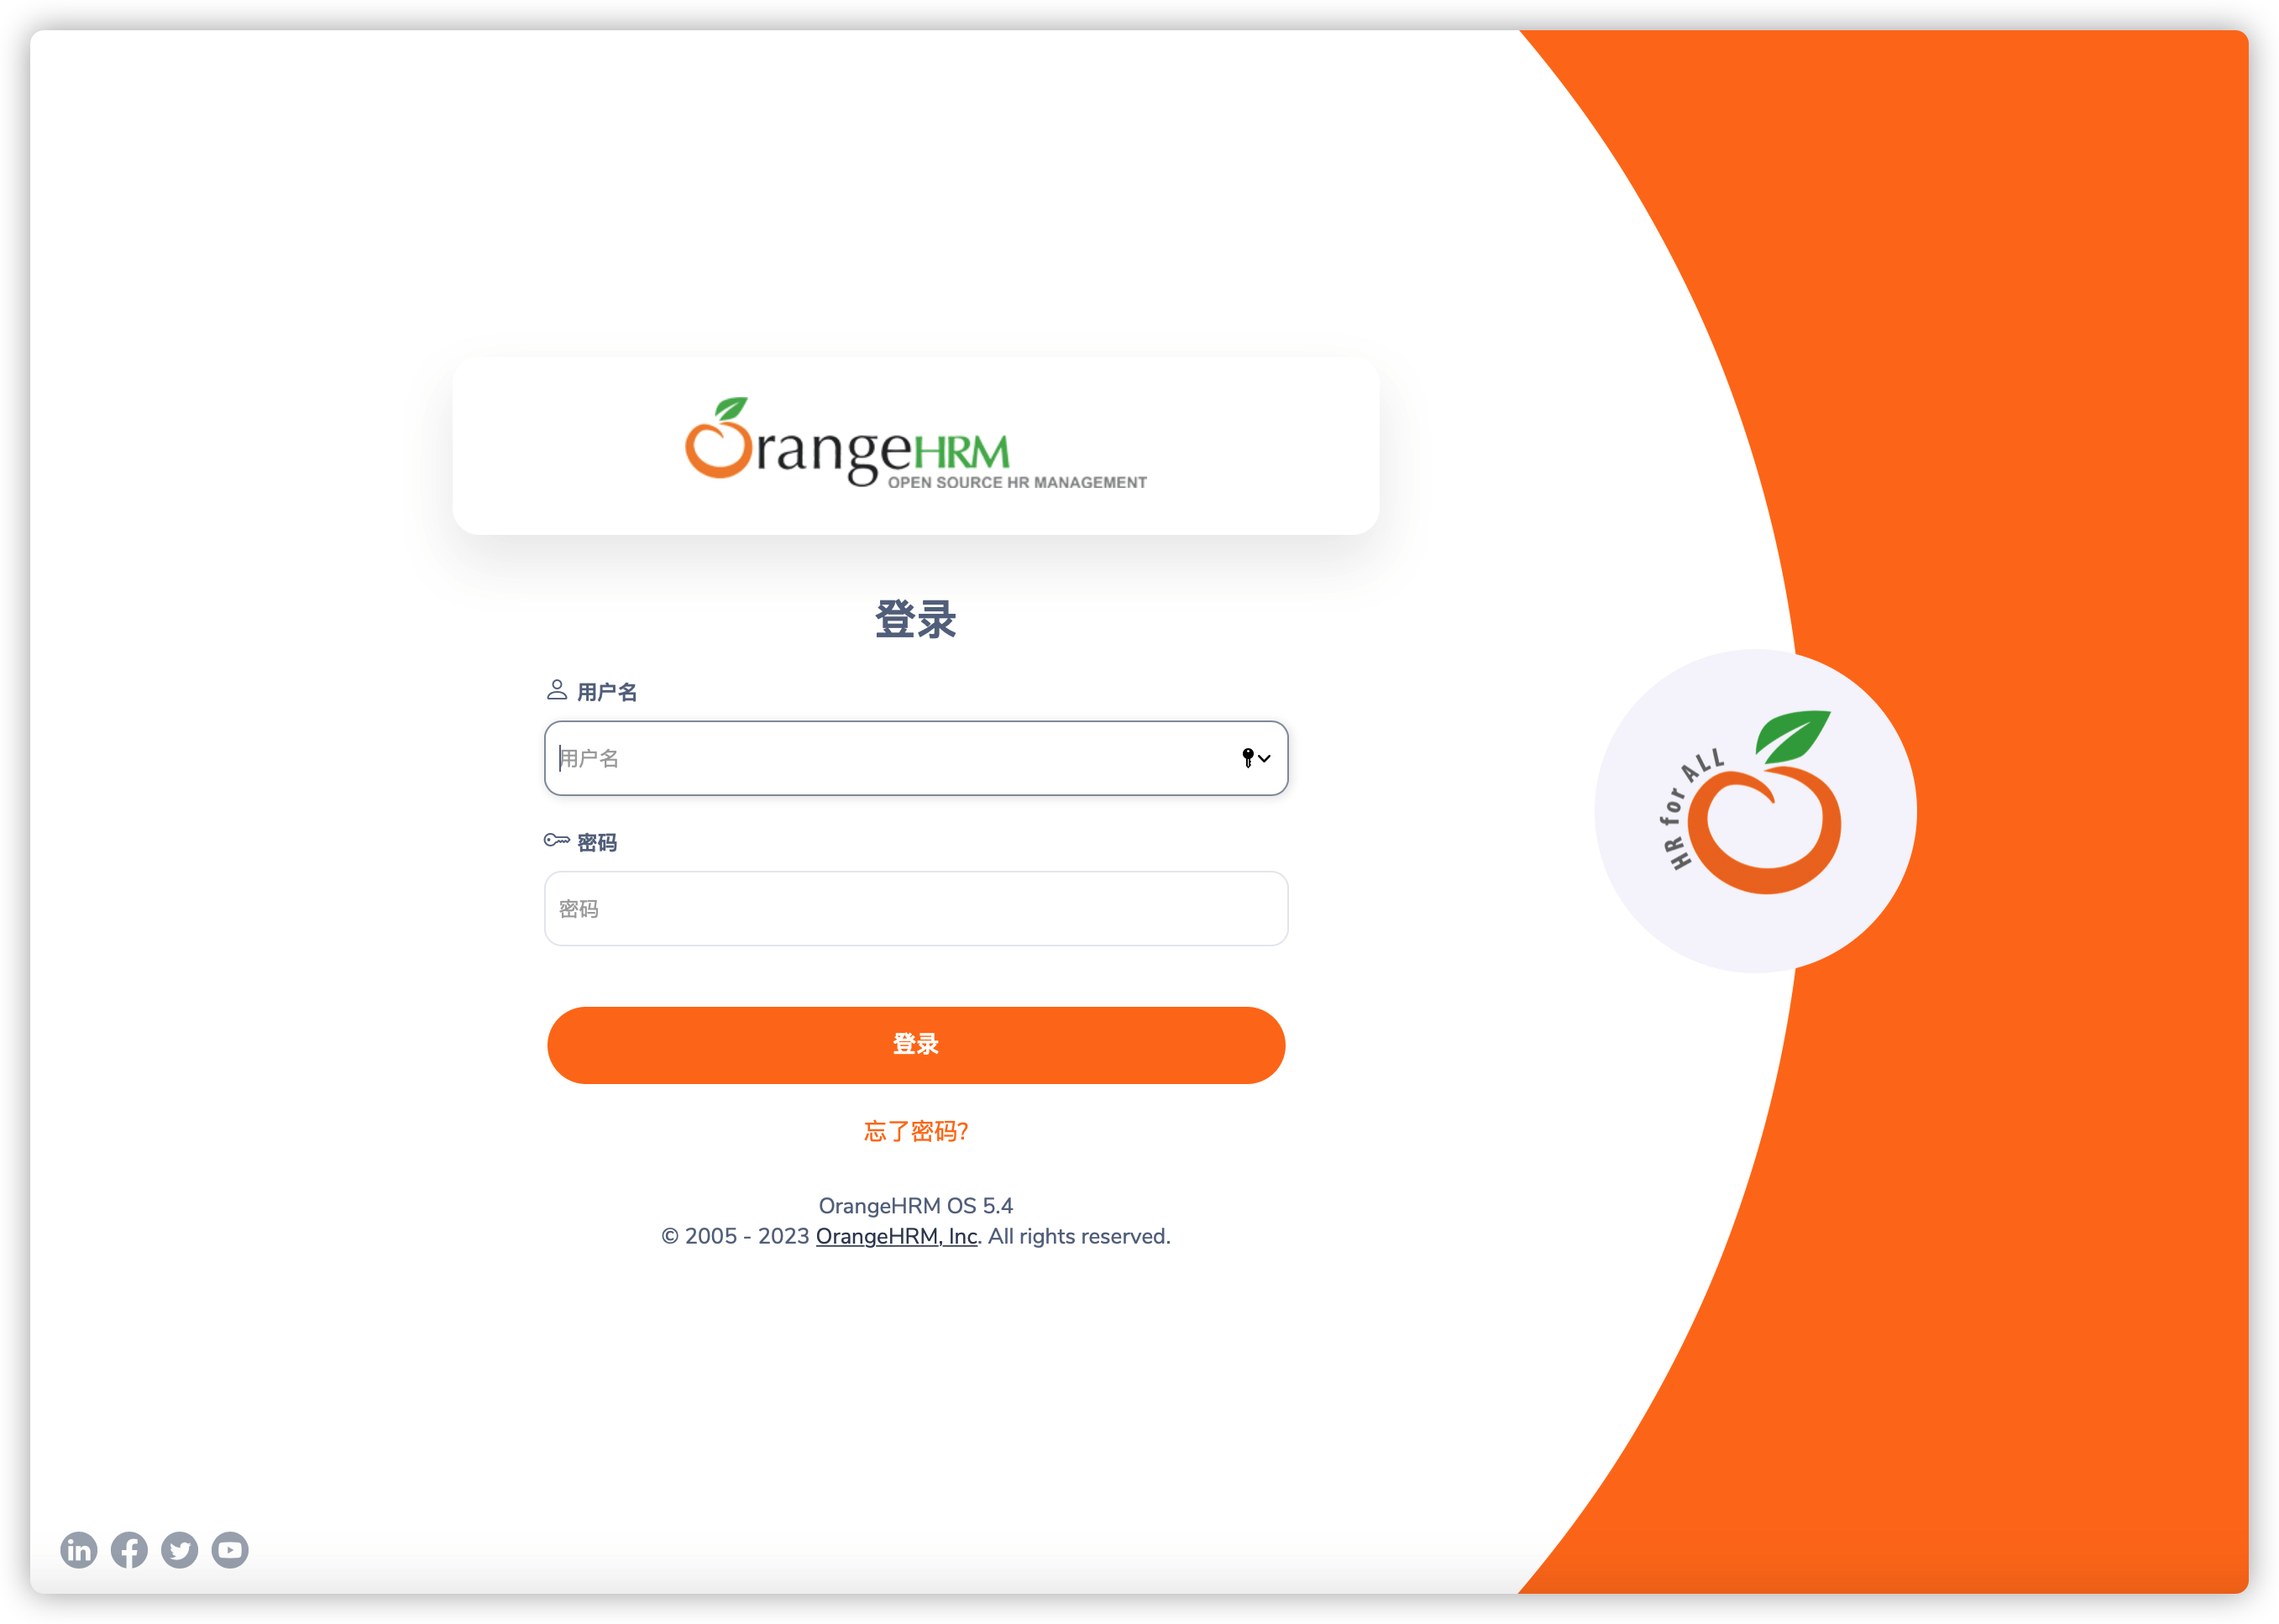 OrangeHRM
OPEN SOURCE HR MANAGEMENT
登录
用户名
用户名
密码
密码
登录
忘了密码?
OrangeHRM OS 5.4
© 2005 - 2023 OrangeHRM, Inc. All rights reserved.
HR for ALL
in